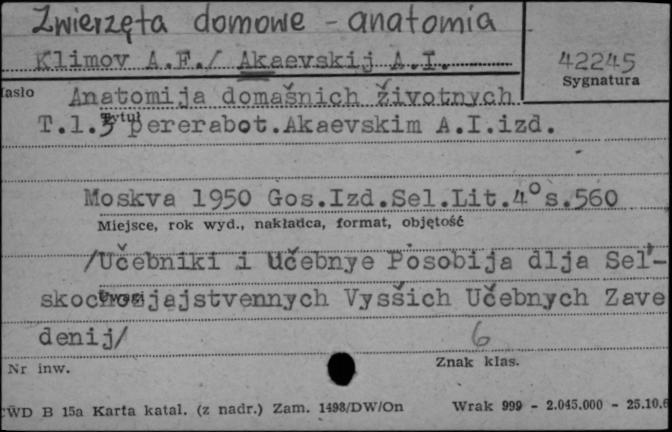 Zwierzęta domowe - anatomia
Klimov A.F./ Akaevskij A.I.
42245
Sygnatura
Hasło
Anatomija domašnich životnych
Tytuł
T.1.3 pererabot.Akaevskim A.I.izd.
Moskva 1950 Gos.Izd.Sel.Lit.4° s.560
Miejsce, rok wyd., nakładca, format, objętość
/Učebniki i učebnye Posobija dlja Sel'-
Uwagi
skochozjajstvennych Vysšich Učebnych Zave
denij/
6
Nr inw.
Znak klas.
CWD B 15a Karta katal. (z nadr.) Zam. 1498/DW/On Wrak 999 - 2.045.000 - 25.10.6